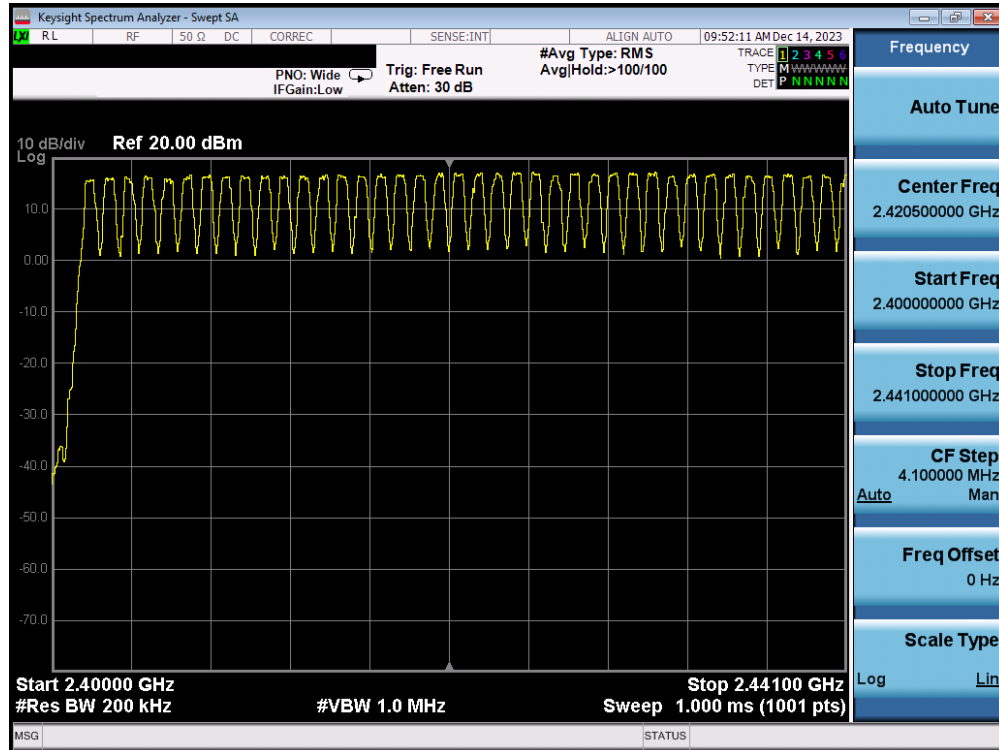 Keysight Spectrum Analyzer - Swept SA
LXI RL RF 50 Ω DC CORREC SENSE:INT ALIGN AUTO 09:52:11 AM Dec 14, 2023
PNO: Wide
IFGain:Low
Trig: Free Run
Atten: 30 dB
#Avg Type: RMS
Avg|Hold:>100/100
TRACE 1 2 3 4 5 6
TYPE M WWWWW
DET P N N N N N
10 dB/div Ref 20.00 dBm
Log
10.0
0.00
-10.0
-20.0
-30.0
-40.0
-50.0
-60.0
-70.0
Start 2.40000 GHz Stop 2.44100 GHz
#Res BW 200 kHz #VBW 1.0 MHz Sweep 1.000 ms (1001 pts)
MSG STATUS
Frequency
Auto Tune
Center Freq
2.420500000 GHz
Start Freq
2.400000000 GHz
Stop Freq
2.441000000 GHz
CF Step
4.100000 MHz
Auto Man
Freq Offset
0 Hz
Scale Type
Log Lin